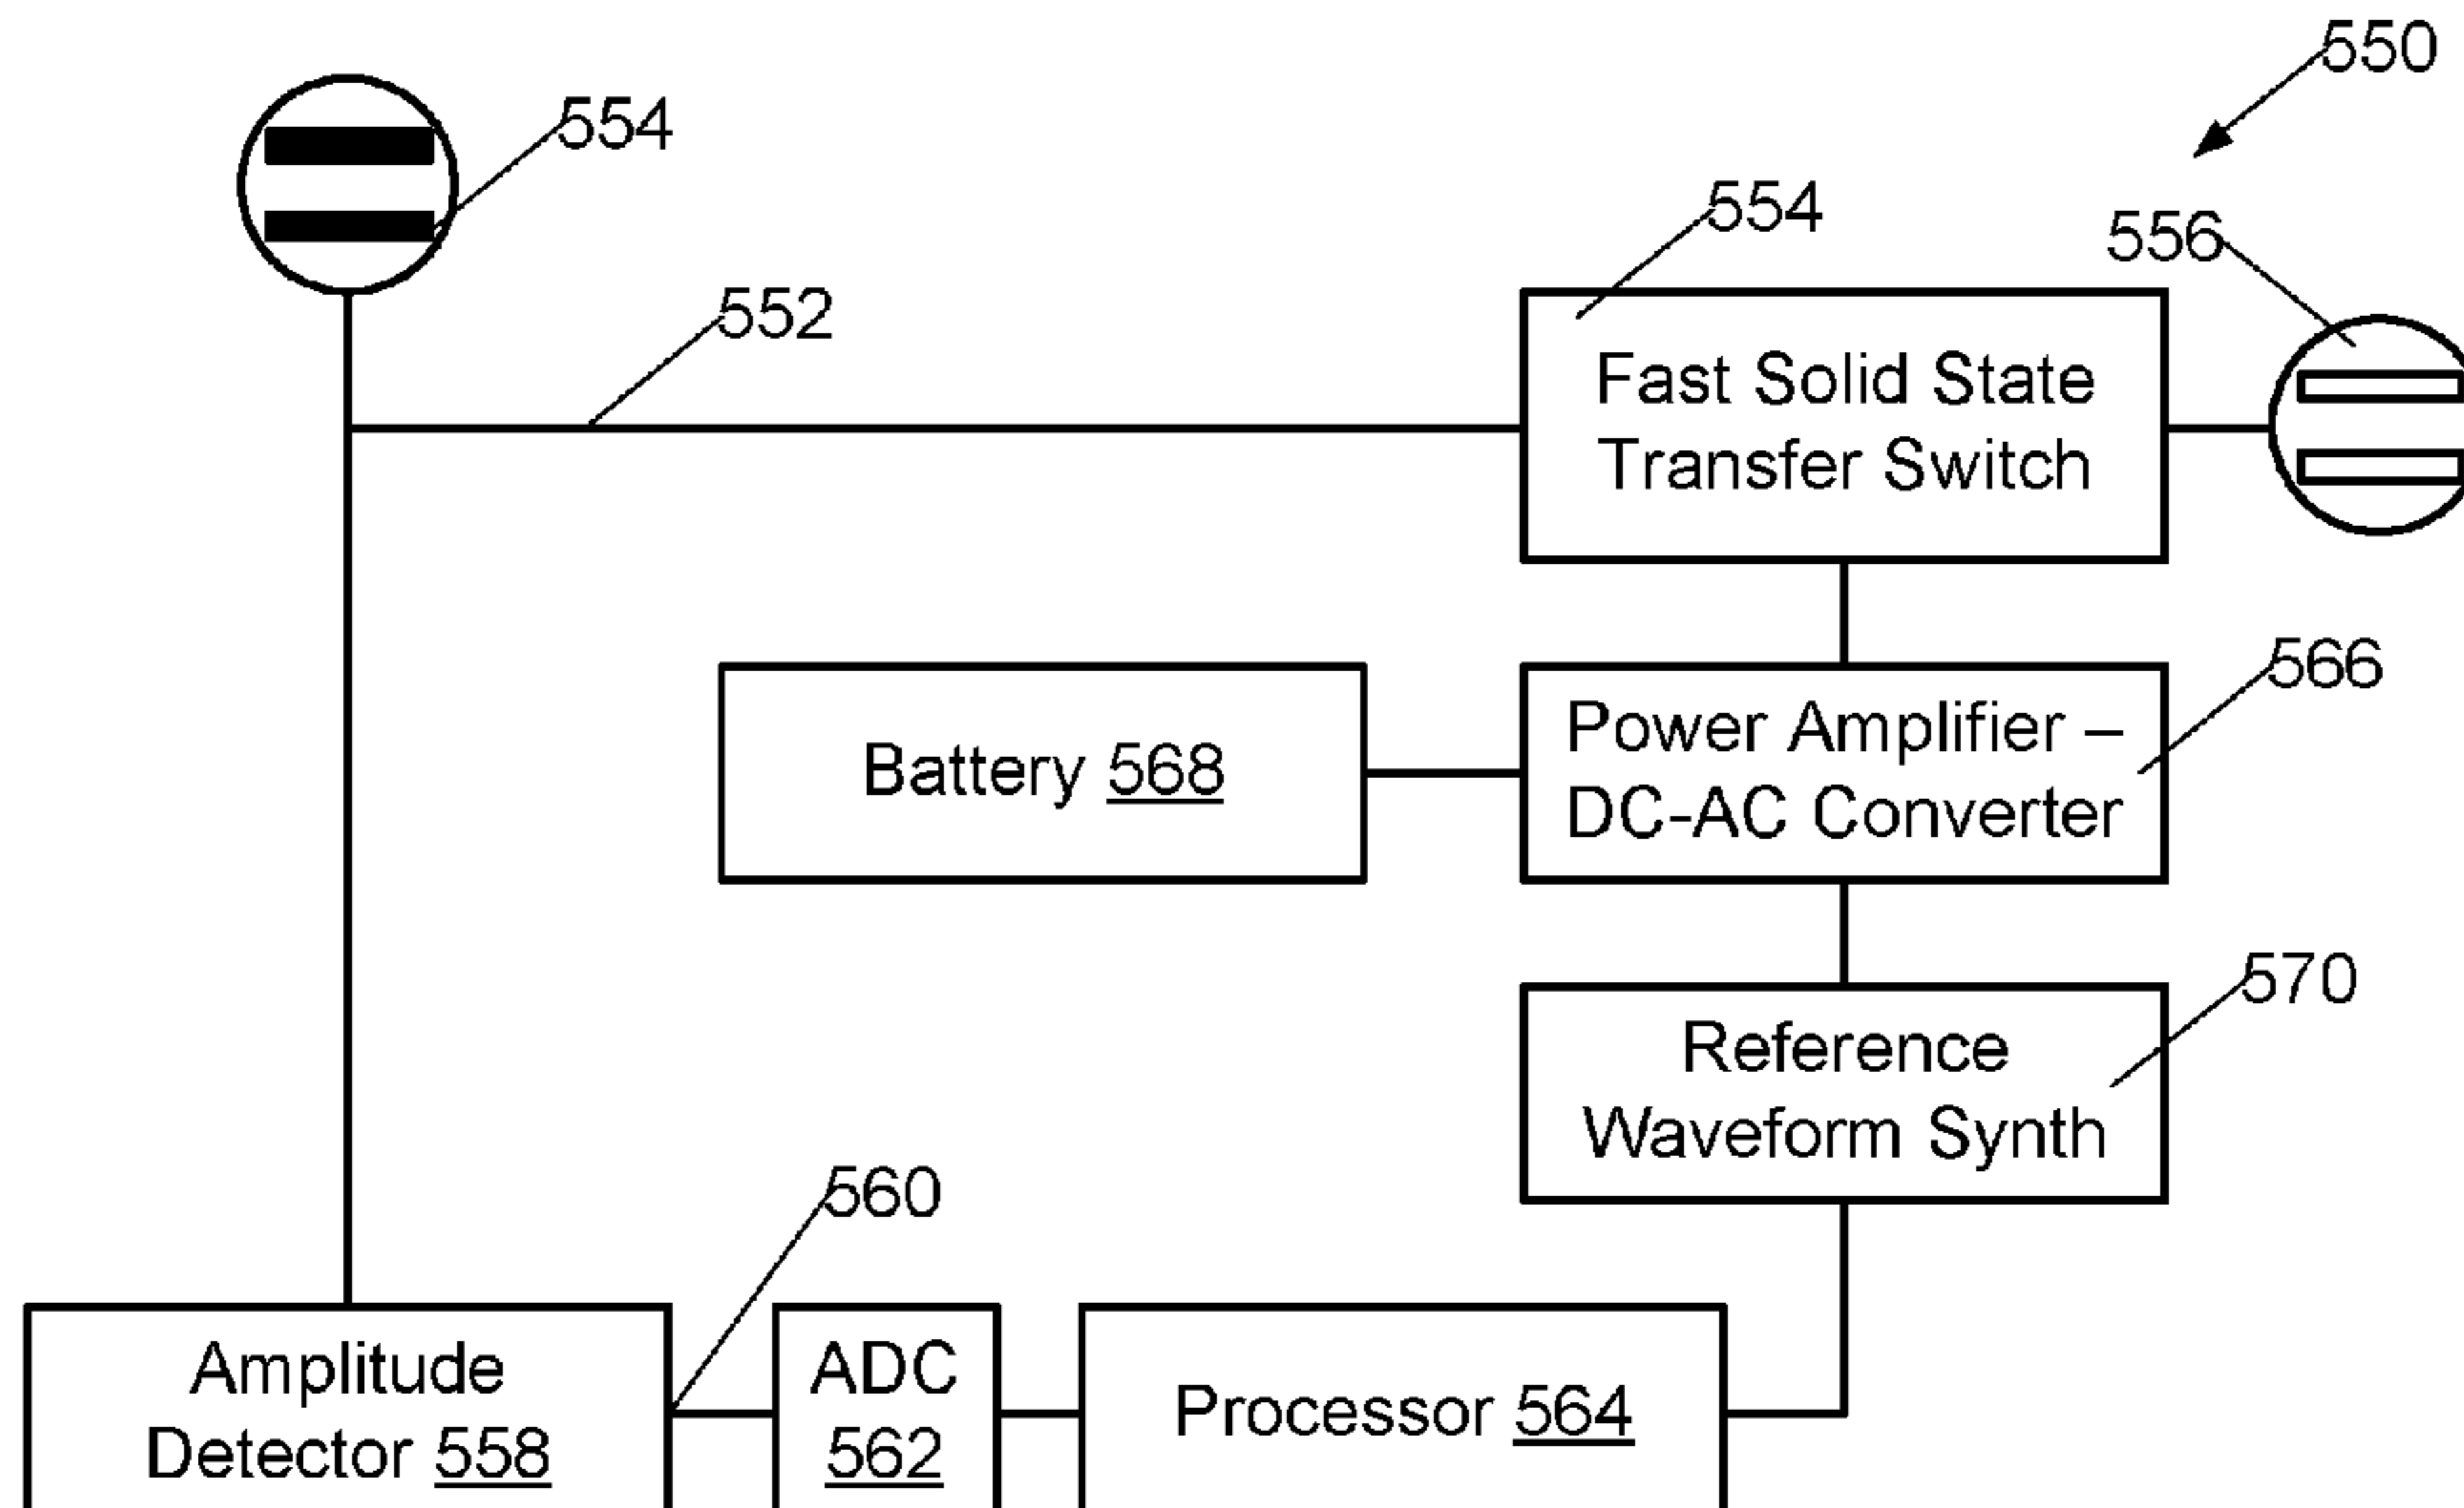 550
554
554
556
552
Fast Solid State
Transfer Switch
566
Battery 568
Power Amplifier –
DC-AC Converter
570
Reference
Waveform Synth
560
Amplitude
Detector 558
ADC
562
Processor 564